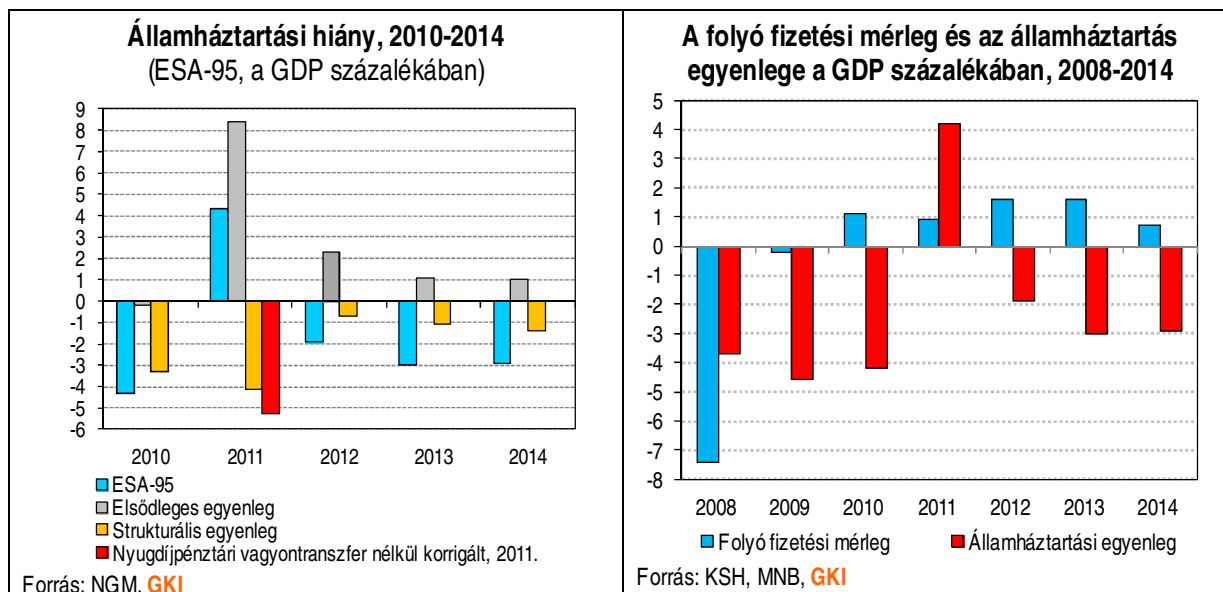 Államháztartási hiány, 2010-2014
(ESA-95, a GDP százalékában)
9
8
7
6
5
4
3
2
1
0
-1
-2
-3
-4
-5
-6
2010 2011 2012 2013 2014
ESA-95
Elsődleges egyenleg
Strukturális egyenleg
Nyugdíjpénztári vagyontranszfer nélkül korrigált, 2011.
Forrás: NGM, GKI
A folyó fizetési mérleg és az államháztartás
egyenlege a GDP százalékában, 2008-2014
5
4
3
2
1
0
-1
-2
-3
-4
-5
-6
-7
-8
2008 2009 2010 2011 2012 2013 2014
Folyó fizetési mérleg Államháztartási egyenleg
Forrás: KSH, MNB, GKI